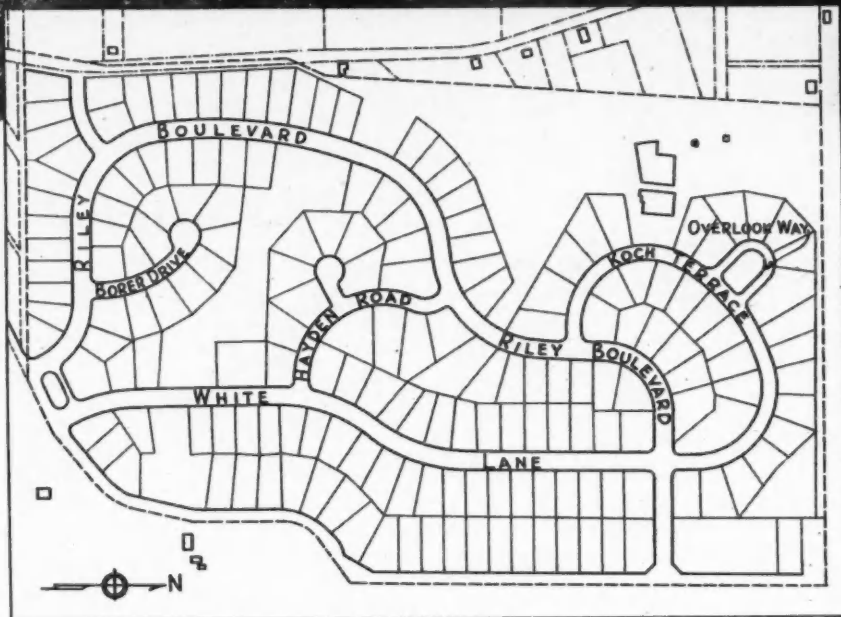 BOULEVARD
RILEY
BORER DRIVE
OVERLOOK WAY
KOCH TERRACE
HAYDEN ROAD
RILEY BOULEVARD
WHITE LANE
N